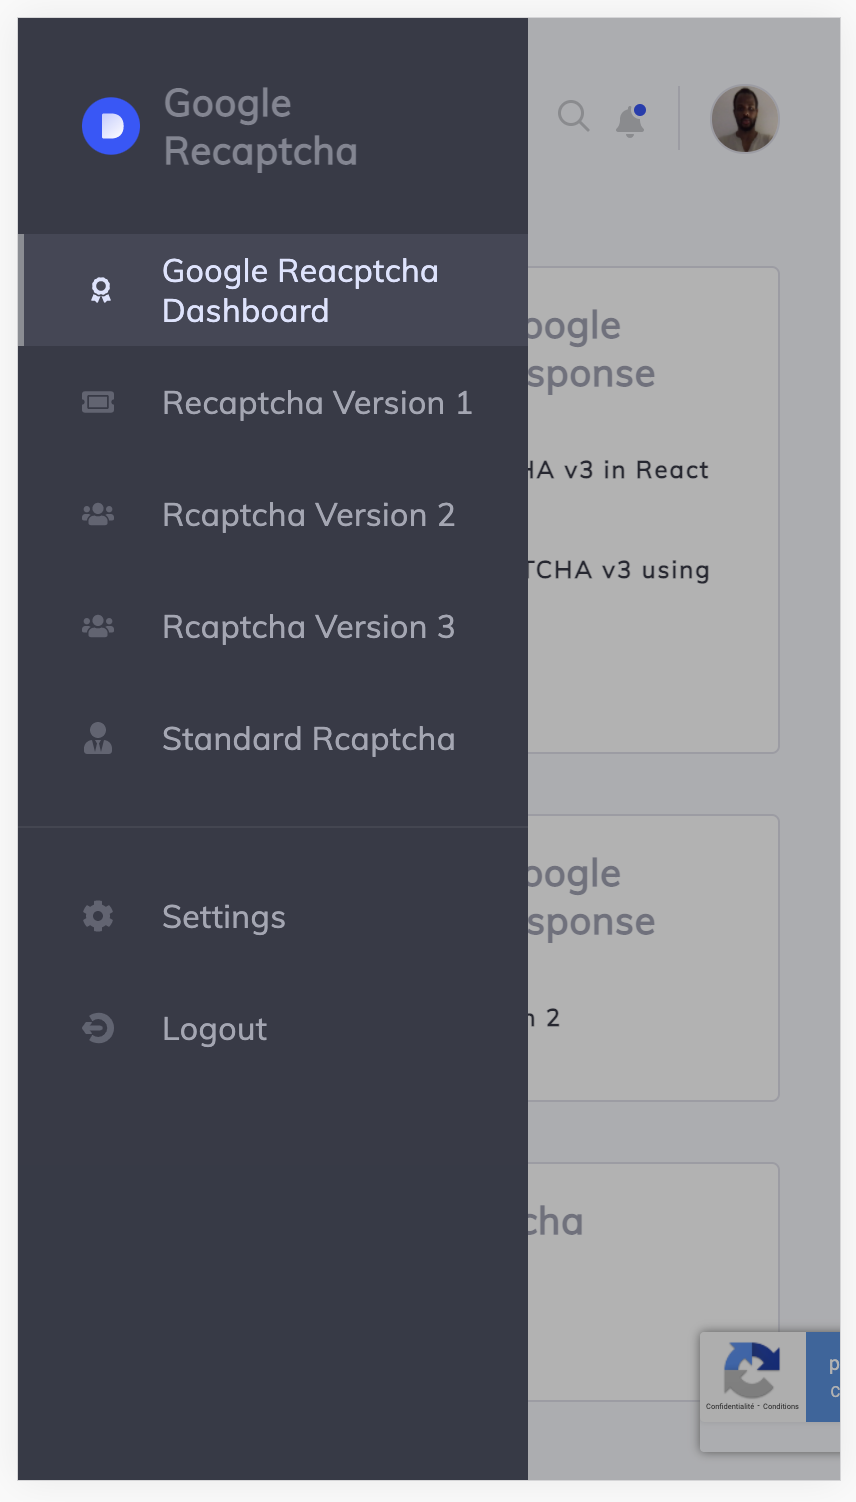 Google
Recaptcha
Google Reacptcha
Dashboard
Recaptcha Version 1
Rcaptcha Version 2
Rcaptcha Version 3
Standard Rcaptcha
Settings
Logout
oogle
sponse
HA v3 in React
TCHA v3 using
oogle
sponse
n 2
cha
p
c
Confidentialité - Conditions